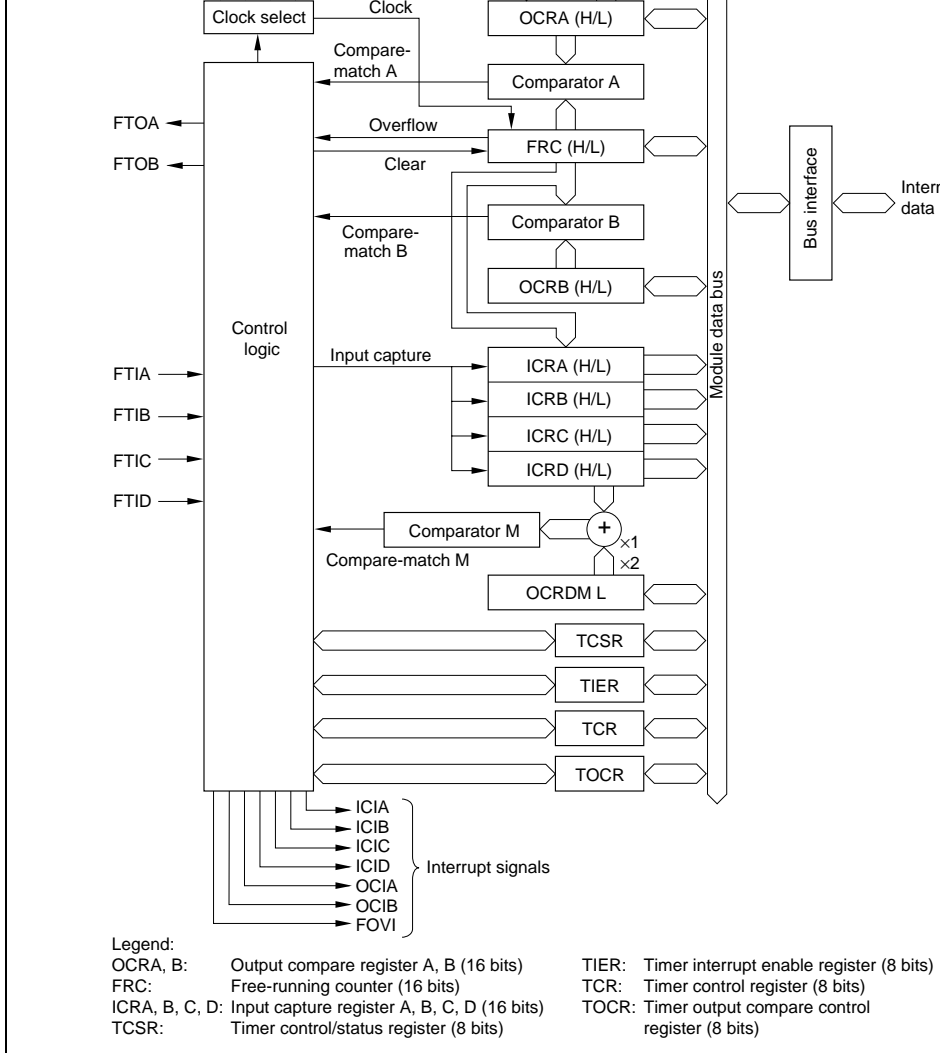 Clock select
Clock
OCRA (H/L)
Compare-
match A
Comparator A
FTOA
Overflow
FRC (H/L)
FTOB
Clear
Bus interface
data
Compare-
match B
Comparator B
OCRB (H/L)
Module data bus
Control
logic
Input capture
ICRA (H/L)
FTIA
ICRB (H/L)
FTIB
ICRC (H/L)
FTIC
ICRD (H/L)
FTID
Comparator M
+
×1
Compare-match M
×2
OCRDM L
TCSR
TIER
TCR
TOCR
ICIA
ICIB
ICIC
ICID
Interrupt signals
OCIA
OCIB
FOVI
Legend:
OCRA, B: Output compare register A, B (16 bits)
FRC: Free-running counter (16 bits)
ICRA, B, C, D: Input capture register A, B, C, D (16 bits)
TCSR: Timer control/status register (8 bits)
TIER: Timer interrupt enable register (8 bits)
TCR: Timer control register (8 bits)
TOCR: Timer output compare control
register (8 bits)